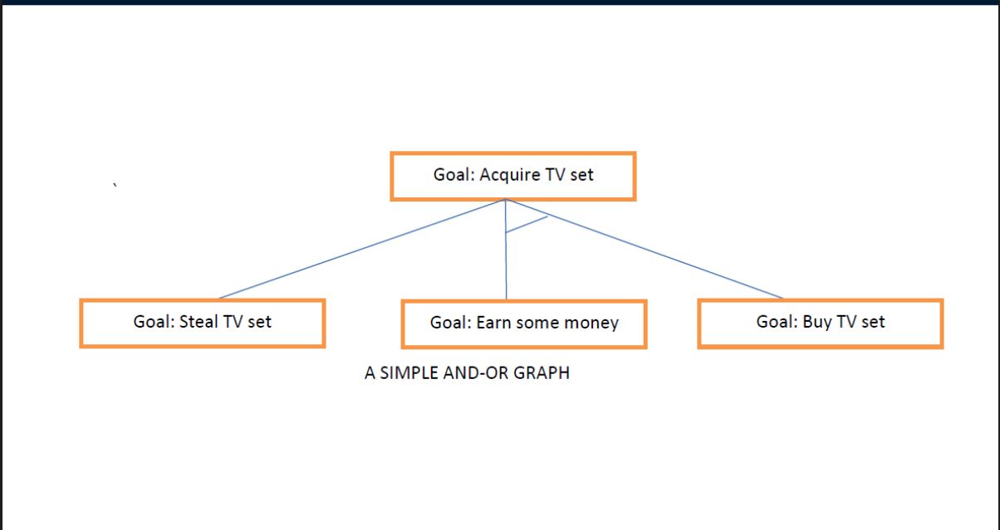 Goal: Acquire TV set
`
Goal: Steal TV set
Goal: Earn some money
Goal: Buy TV set
A SIMPLE AND-OR GRAPH